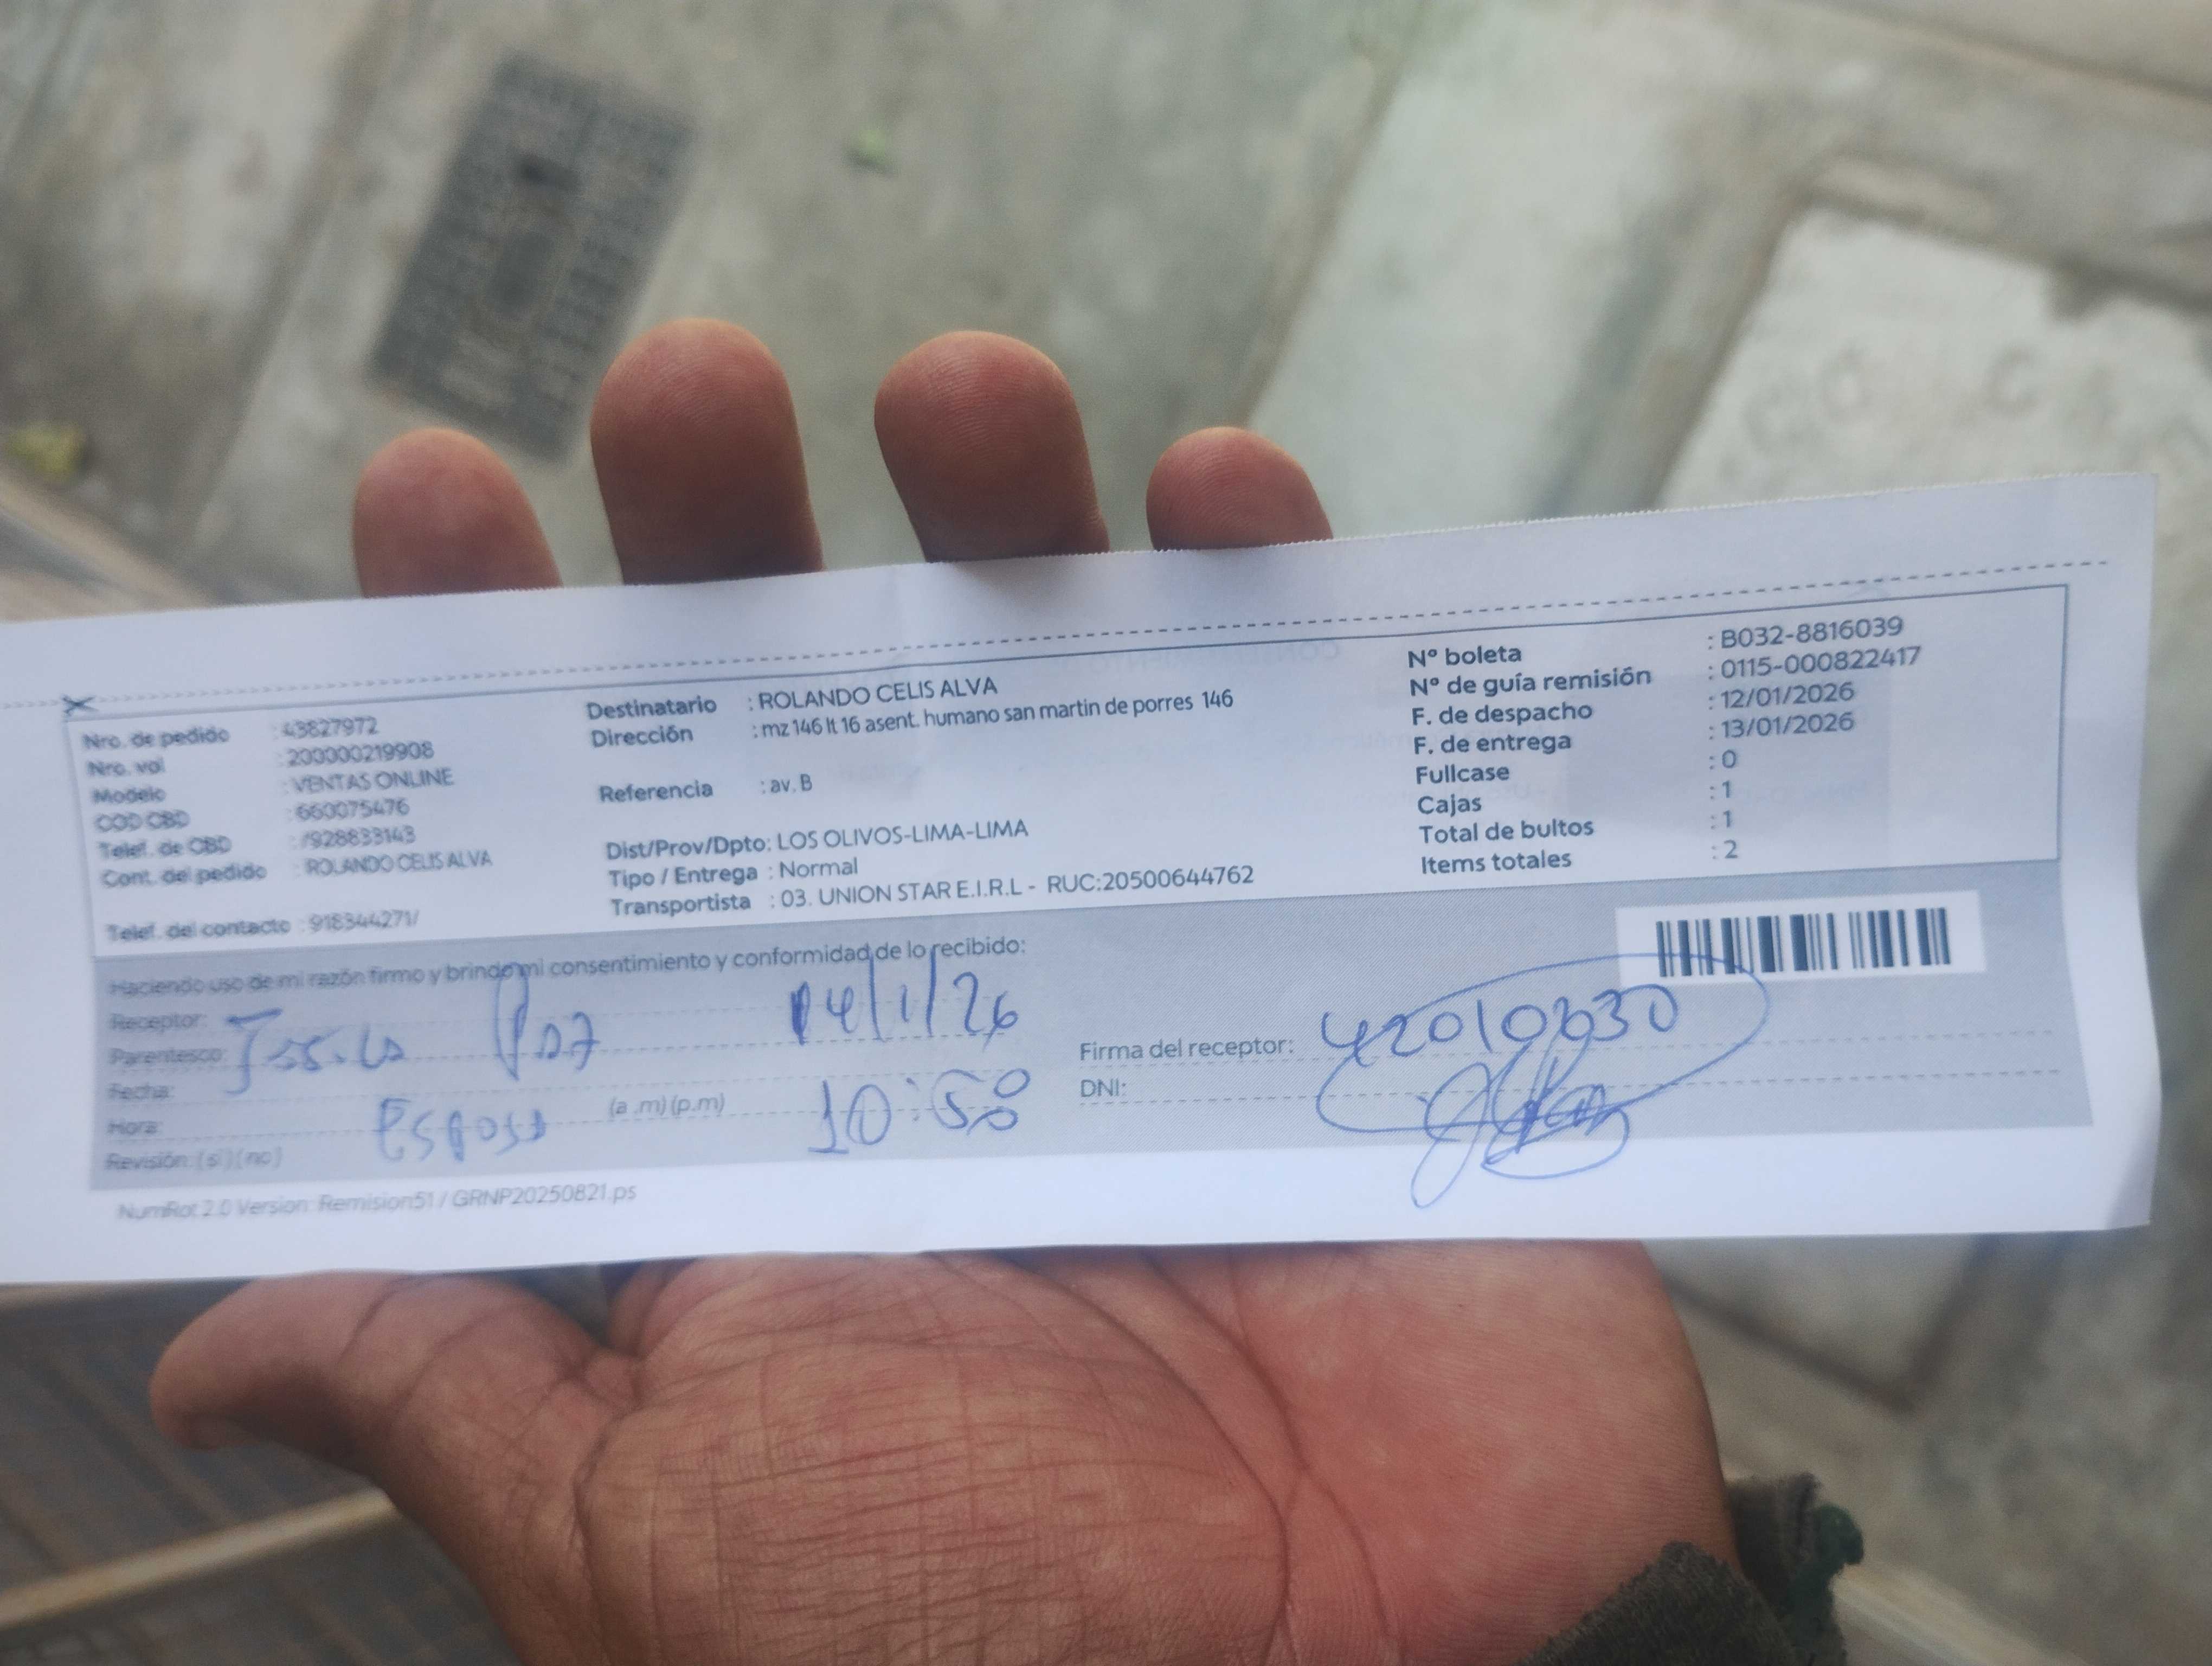 Nro. de pedido : 43827972
Nro. vol : 200000219908
Modelo : VENTAS ONLINE
COD CBD : 660075476
Telef. de CBD : /928833143
Cont. del pedido : ROLANDO CELIS ALVA
Telef. del contacto : 918344271/
Destinatario : ROLANDO CELIS ALVA
Dirección : mz 146 lt 16 asent. humano san martin de porres 146
Referencia : av. B
Dist/Prov/Dpto: LOS OLIVOS-LIMA-LIMA
Tipo / Entrega : Normal
Transportista : 03. UNION STAR E.I.R.L - RUC:20500644762
Nº boleta : B032-8816039
Nº de guía remisión : 0115-000822417
F. de despacho : 12/01/2026
F. de entrega : 13/01/2026
Fullcase : 0
Cajas : 1
Total de bultos : 1
Items totales : 2
Haciendo uso de mi razón firmo y brindo mi consentimiento y conformidad de lo recibido:
Receptor:
Parentesco:
14/1/26
Fecha:
Hora: (a .m) (p.m) 10:58
Esposa
Revisión: (si) (no)
Firma del receptor:
DNI:
NumRot 2.0 Version: Remision51 / GRNP20250821.ps